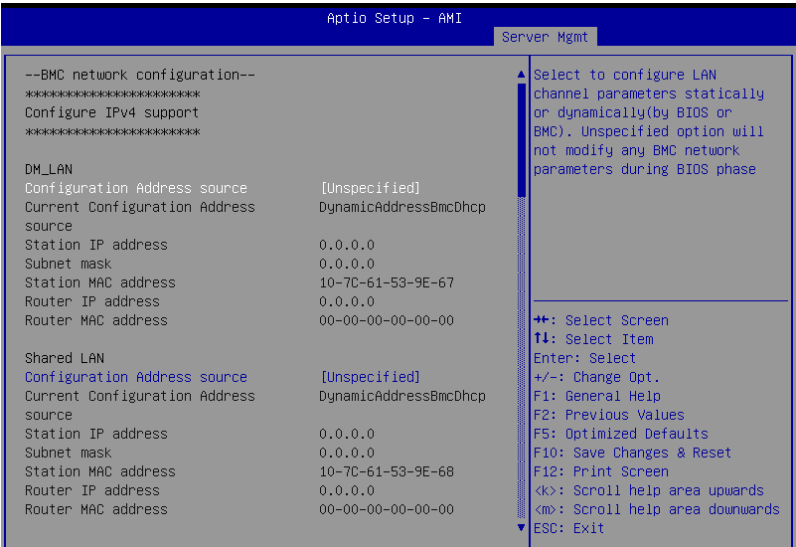 Aptio Setup – AMI
Server Mgmt
--BMC network configuration--
************************
Configure IPv4 support
************************
DM_LAN
Configuration Address source [Unspecified]
Current Configuration Address DynamicAddressBmcDhcp
source
Station IP address 0.0.0.0
Subnet mask 0.0.0.0
Station MAC address 10-7C-61-53-9E-67
Router IP address 0.0.0.0
Router MAC address 00-00-00-00-00-00
Shared LAN
Configuration Address source [Unspecified]
Current Configuration Address DynamicAddressBmcDhcp
source
Station IP address 0.0.0.0
Subnet mask 0.0.0.0
Station MAC address 10-7C-61-53-9E-68
Router IP address 0.0.0.0
Router MAC address 00-00-00-00-00-00
Select to configure LAN
channel parameters statically
or dynamically(by BIOS or
BMC). Unspecified option will
not modify any BMC network
parameters during BIOS phase
→←: Select Screen
↑↓: Select Item
Enter: Select
+/-: Change Opt.
F1: General Help
F2: Previous Values
F5: Optimized Defaults
F10: Save Changes & Reset
F12: Print Screen
<k>: Scroll help area upwards
<m>: Scroll help area downwards
ESC: Exit